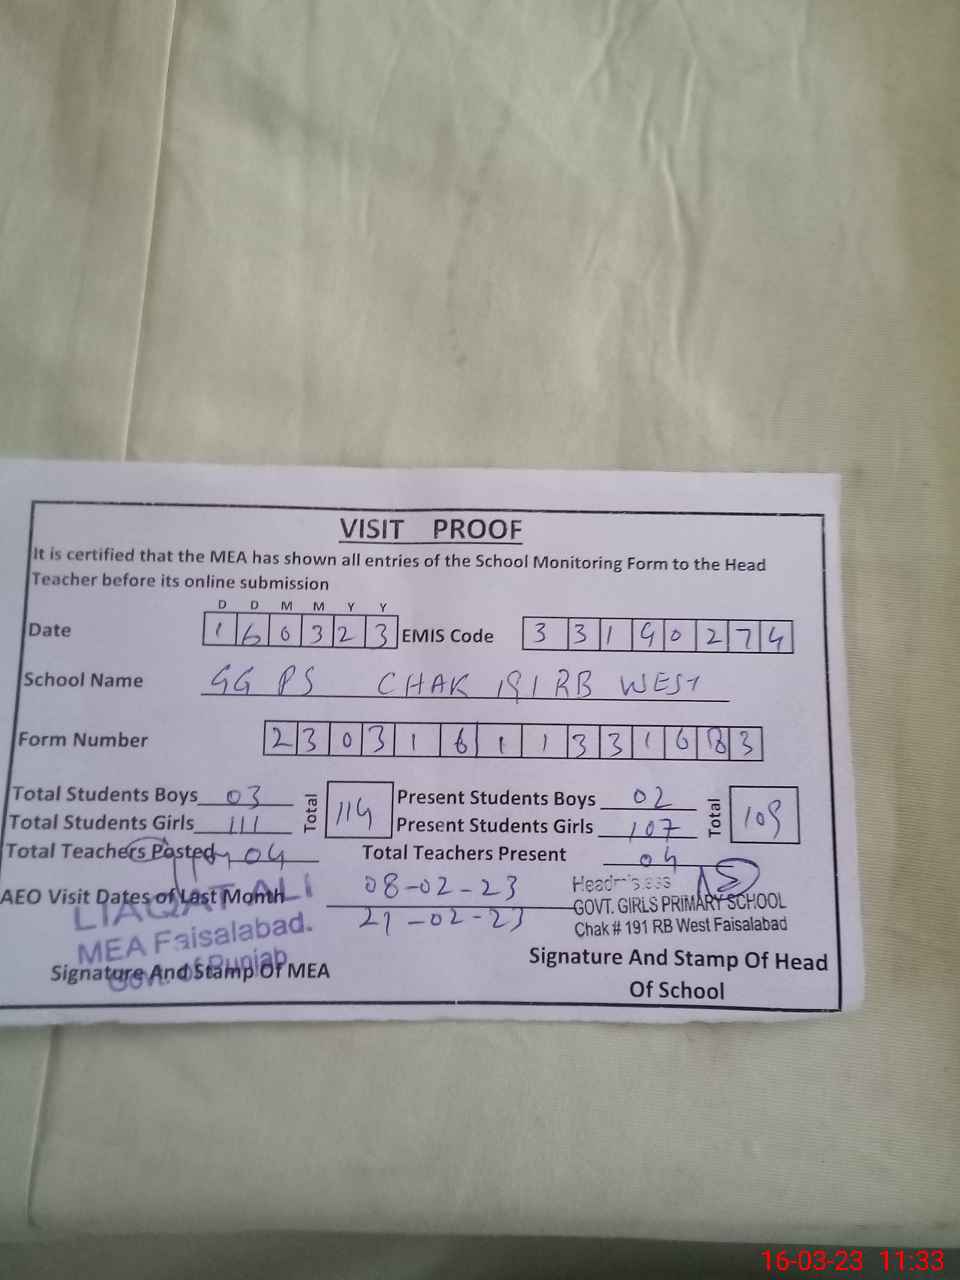 VISIT PROOF
It is certified that the MEA has shown all entries of the School Monitoring Form to the Head
Teacher before its online submission
D D M M Y Y
Date 1 6 0 3 2 3 EMIS Code 3 3 1 9 0 2 7 4
School Name GG PS CHAK 191 RB WEST
Form Number 2 3 0 3 1 6 1 1 3 3 1 6 8 3
Total Students Boys 03 Total 114 Present Students Boys 02 Total 109
Total Students Girls 111 Present Students Girls 107
Total Teachers Posted 04 Total Teachers Present 04
AEO Visit Dates of Last Month 08-02-23
21-02-23
Headmistress
GOVT. GIRLS PRIMARY SCHOOL
Chak # 191 RB West Faisalabad
LIAQAT ALI
MEA Faisalabad.
Govt. of Punjab
Signature And Stamp Of MEA
Signature And Stamp Of Head
Of School
16-03-23 11:33